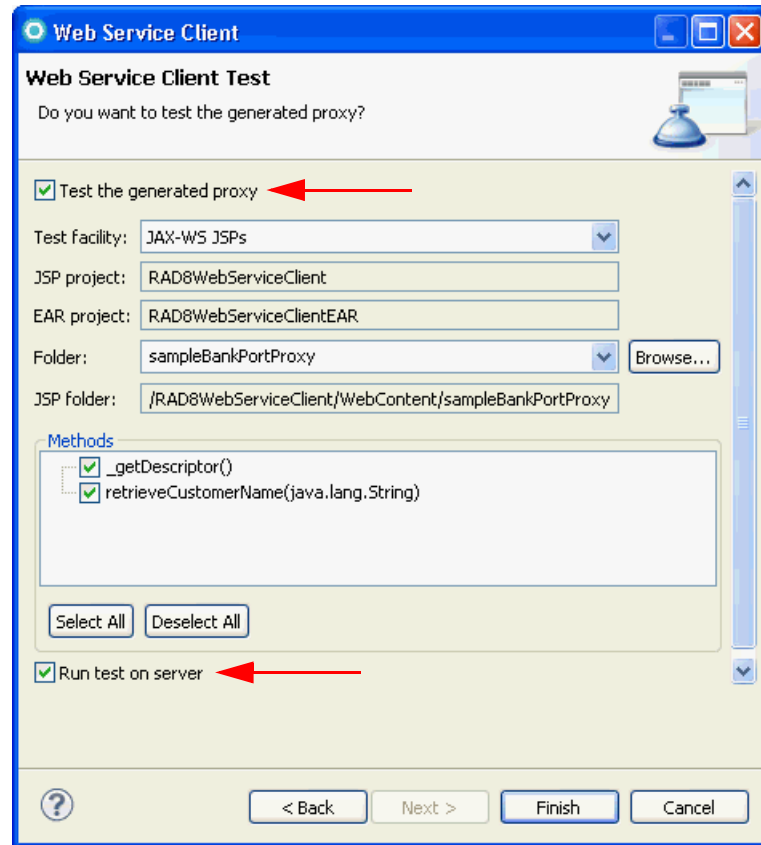 Web Service Client
Web Service Client Test
Do you want to test the generated proxy?
Test the generated proxy
Test facility: JAX-WS JSPs
JSP project: RAD8WebServiceClient
EAR project: RAD8WebServiceClientEAR
Folder: sampleBankPortProxy Browse...
JSP folder: /RAD8WebServiceClient/WebContent/sampleBankPortProxy
Methods
_getDescriptor()
retrieveCustomerName(java.lang.String)
Select All Deselect All
Run test on server
? < Back Next > Finish Cancel